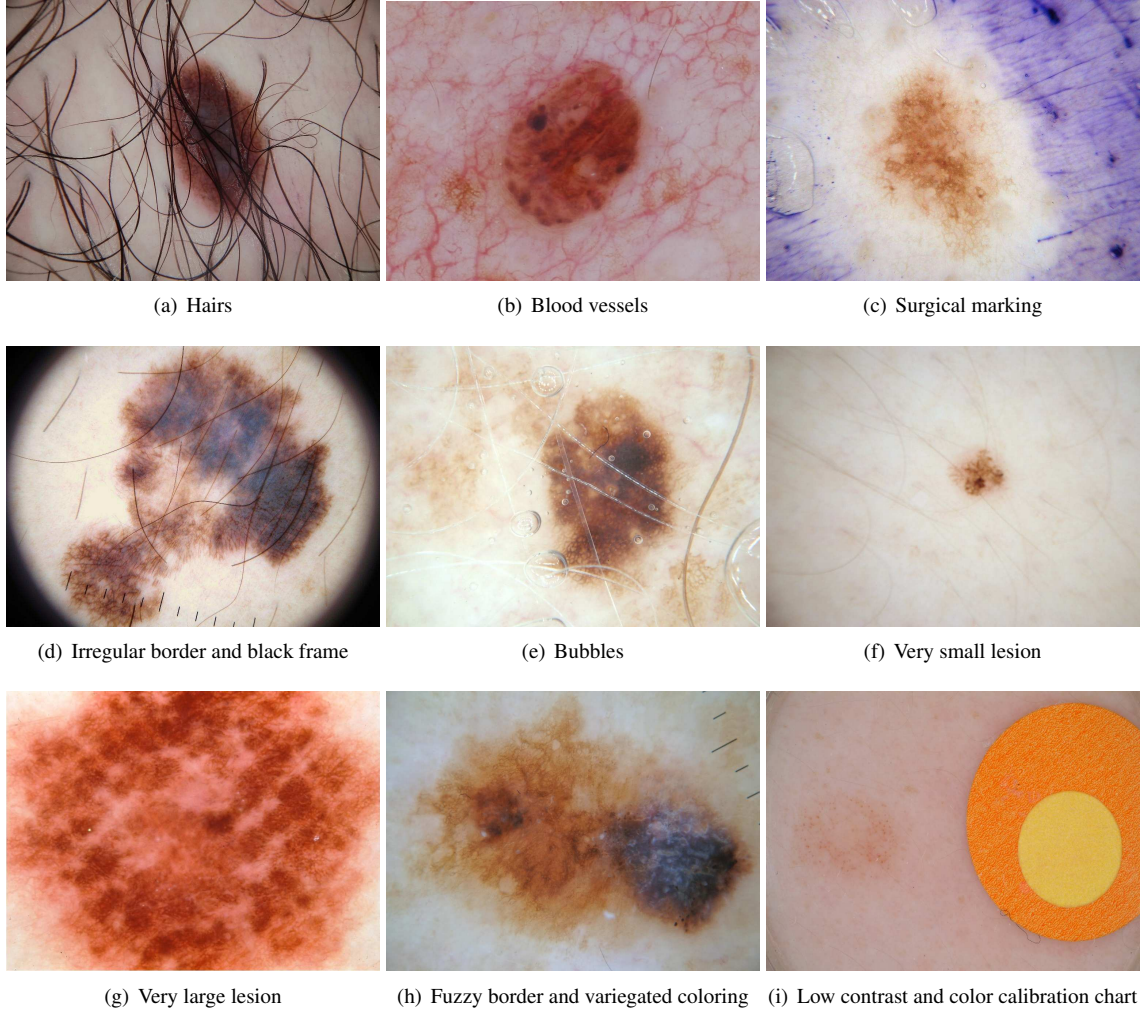 (a) Hairs
(b) Blood vessels
(c) Surgical marking
(d) Irregular border and black frame
(e) Bubbles
(f) Very small lesion
(g) Very large lesion
(h) Fuzzy border and variegated coloring
(i) Low contrast and color calibration chart